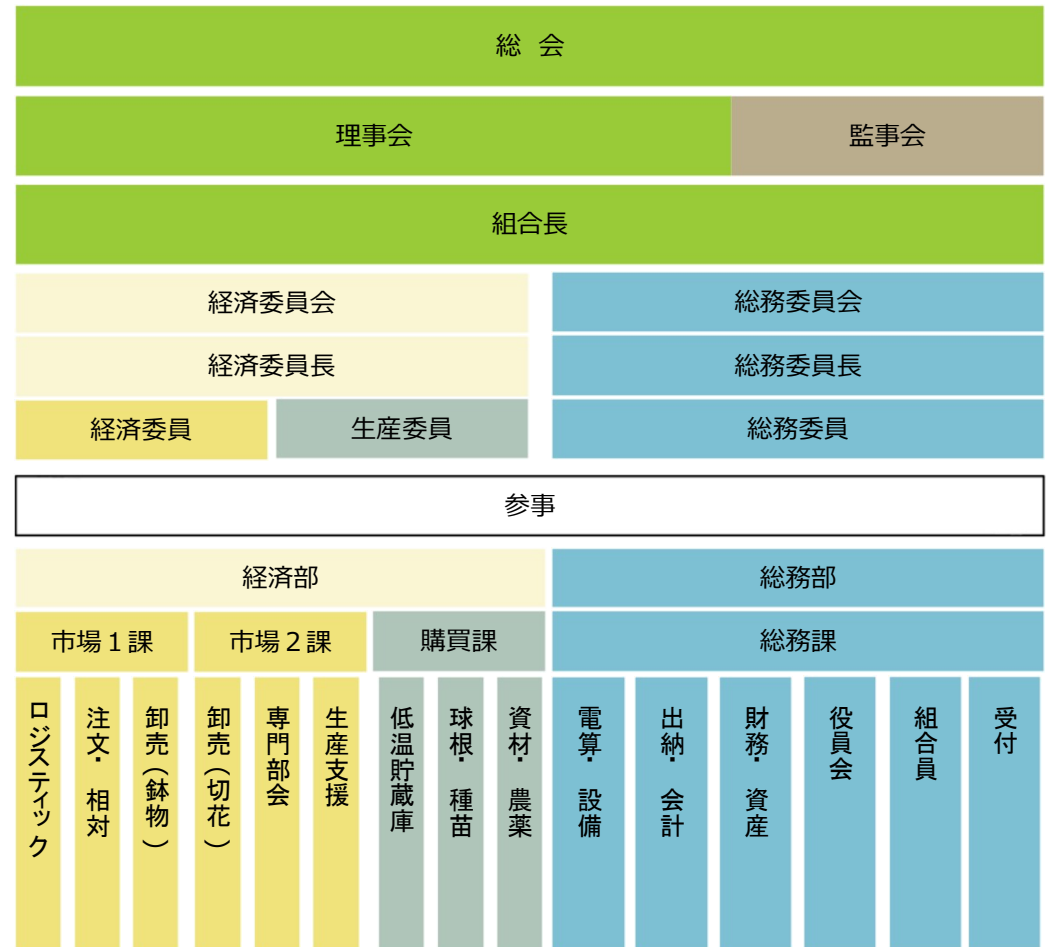 総 会
理事会
監事会
組合長
経済委員会
総務委員会
経済委員長
総務委員長
経済委員
生産委員
総務委員
参事
経済部
総務部
市場1課
市場2課
購買課
総務課
ロジスティック
注文・相対
卸売（鉢物）
卸売（切花）
専門部会
生産支援
低温貯蔵庫
球根・種苗
資材・農薬
電算・設備
出納・会計
財務・資産
役員会
組合員
受付